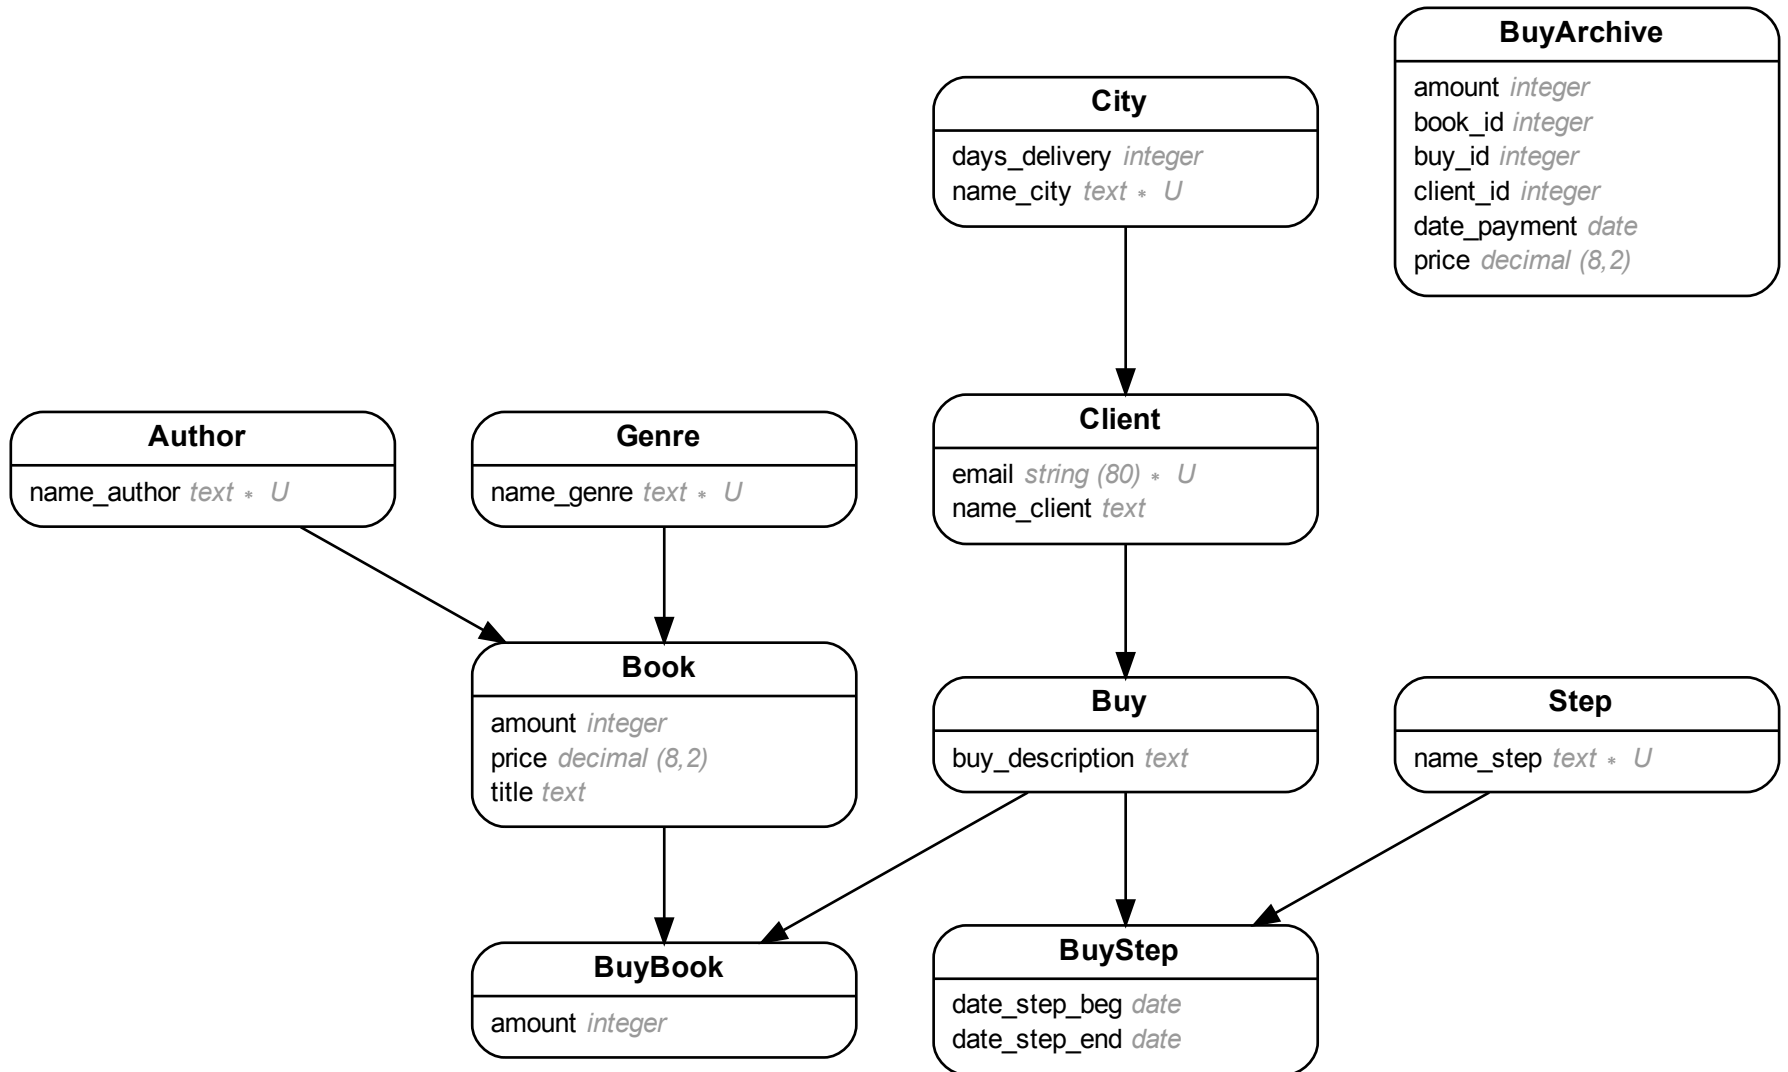 BuyArchive
amount integer
book_id integer
buy_id integer
client_id integer
date_payment date
price decimal (8,2)
City
days_delivery integer
name_city text * U
Author
name_author text * U
Genre
name_genre text * U
Client
email string (80) * U
name_client text
Book
amount integer
price decimal (8,2)
title text
Buy
buy_description text
Step
name_step text * U
BuyBook
amount integer
BuyStep
date_step_beg date
date_step_end date